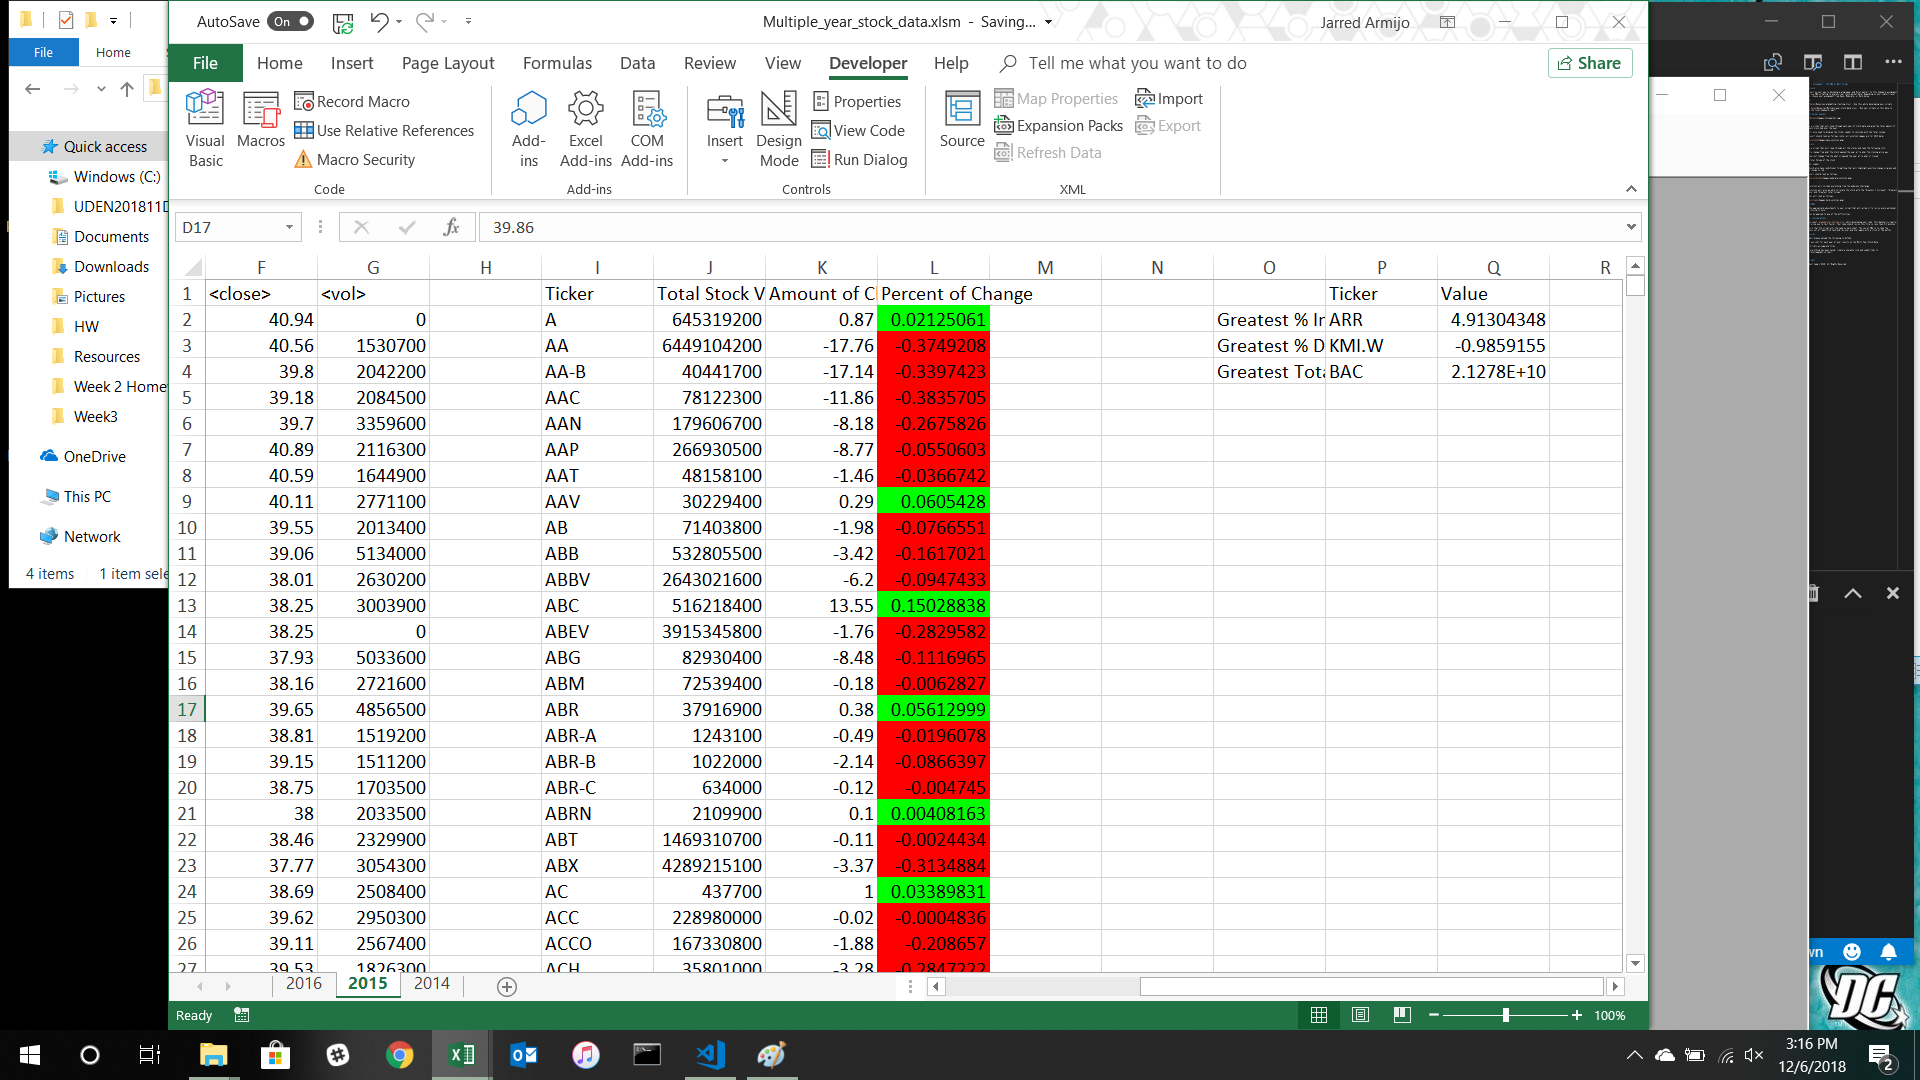 AutoSave On
Multiple_year_stock_data.xlsm - Saving...
Jarred Armijo
File Home
File Home Insert Page Layout Formulas Data Review View Developer Help Tell me what you want to do Share
Visual Basic
Macros
Record Macro
Use Relative References
Macro Security
Code
Add-ins
Excel Add-ins
COM Add-ins
Add-ins
Insert
Design Mode
Properties
View Code
Run Dialog
Controls
Source
Map Properties
Expansion Packs
Refresh Data
Import
Export
XML
D17 fx 39.86
Quick access
Windows (C:)
UDEN201811D
Documents
Downloads
Pictures
HW
Resources
Week 2 Home
Week3
OneDrive
This PC
Network
4 items 1 item sele
F G H I J K L M N O P Q R
1 <close> <vol> Ticker Total Stock V Amount of C Percent of Change Ticker Value
2 40.94 0 A 645319200 0.87 0.02125061 Greatest % In ARR 4.91304348
3 40.56 1530700 AA 6449104200 -17.76 -0.3749208 Greatest % D KMI.W -0.9859155
4 39.8 2042200 AA-B 40441700 -17.14 -0.3397423 Greatest Tota BAC 2.1278E+10
5 39.18 2084500 AAC 78122300 -11.86 -0.3835705
6 39.7 3359600 AAN 179606700 -8.18 -0.2675826
7 40.89 2116300 AAP 266930500 -8.77 -0.0550603
8 40.59 1644900 AAT 48158100 -1.46 -0.0366742
9 40.11 2771100 AAV 30229400 0.29 0.0605428
10 39.55 2013400 AB 71403800 -1.98 -0.0766551
11 39.06 5134000 ABB 532805500 -3.42 -0.1617021
12 38.01 2630200 ABBV 2643021600 -6.2 -0.0947433
13 38.25 3003900 ABC 516218400 13.55 0.15028838
14 38.25 0 ABEV 3915345800 -1.76 -0.2829582
15 37.93 5033600 ABG 82930400 -8.48 -0.1116965
16 38.16 2721600 ABM 72539400 -0.18 -0.0062827
17 39.65 4856500 ABR 37916900 0.38 0.05612999
18 38.81 1519200 ABR-A 1243100 -0.49 -0.0196078
19 39.15 1511200 ABR-B 1022000 -2.14 -0.0866397
20 38.75 1703500 ABR-C 634000 -0.12 -0.004745
21 38 2033500 ABRN 2109900 0.1 0.00408163
22 38.46 2329900 ABT 1469310700 -0.11 -0.0024434
23 37.77 3054300 ABX 4289215100 -3.37 -0.3134884
24 38.69 2508400 AC 437700 1 0.03389831
25 39.62 2950300 ACC 228980000 -0.02 -0.0004836
26 39.11 2567400 ACCO 167330800 -1.88 -0.208657
27 39.53 1826300 ACH 35801000 -3.28 -0.2847222
2016 2015 2014
Ready 100%
wn
DC
3:16 PM
12/6/2018
2